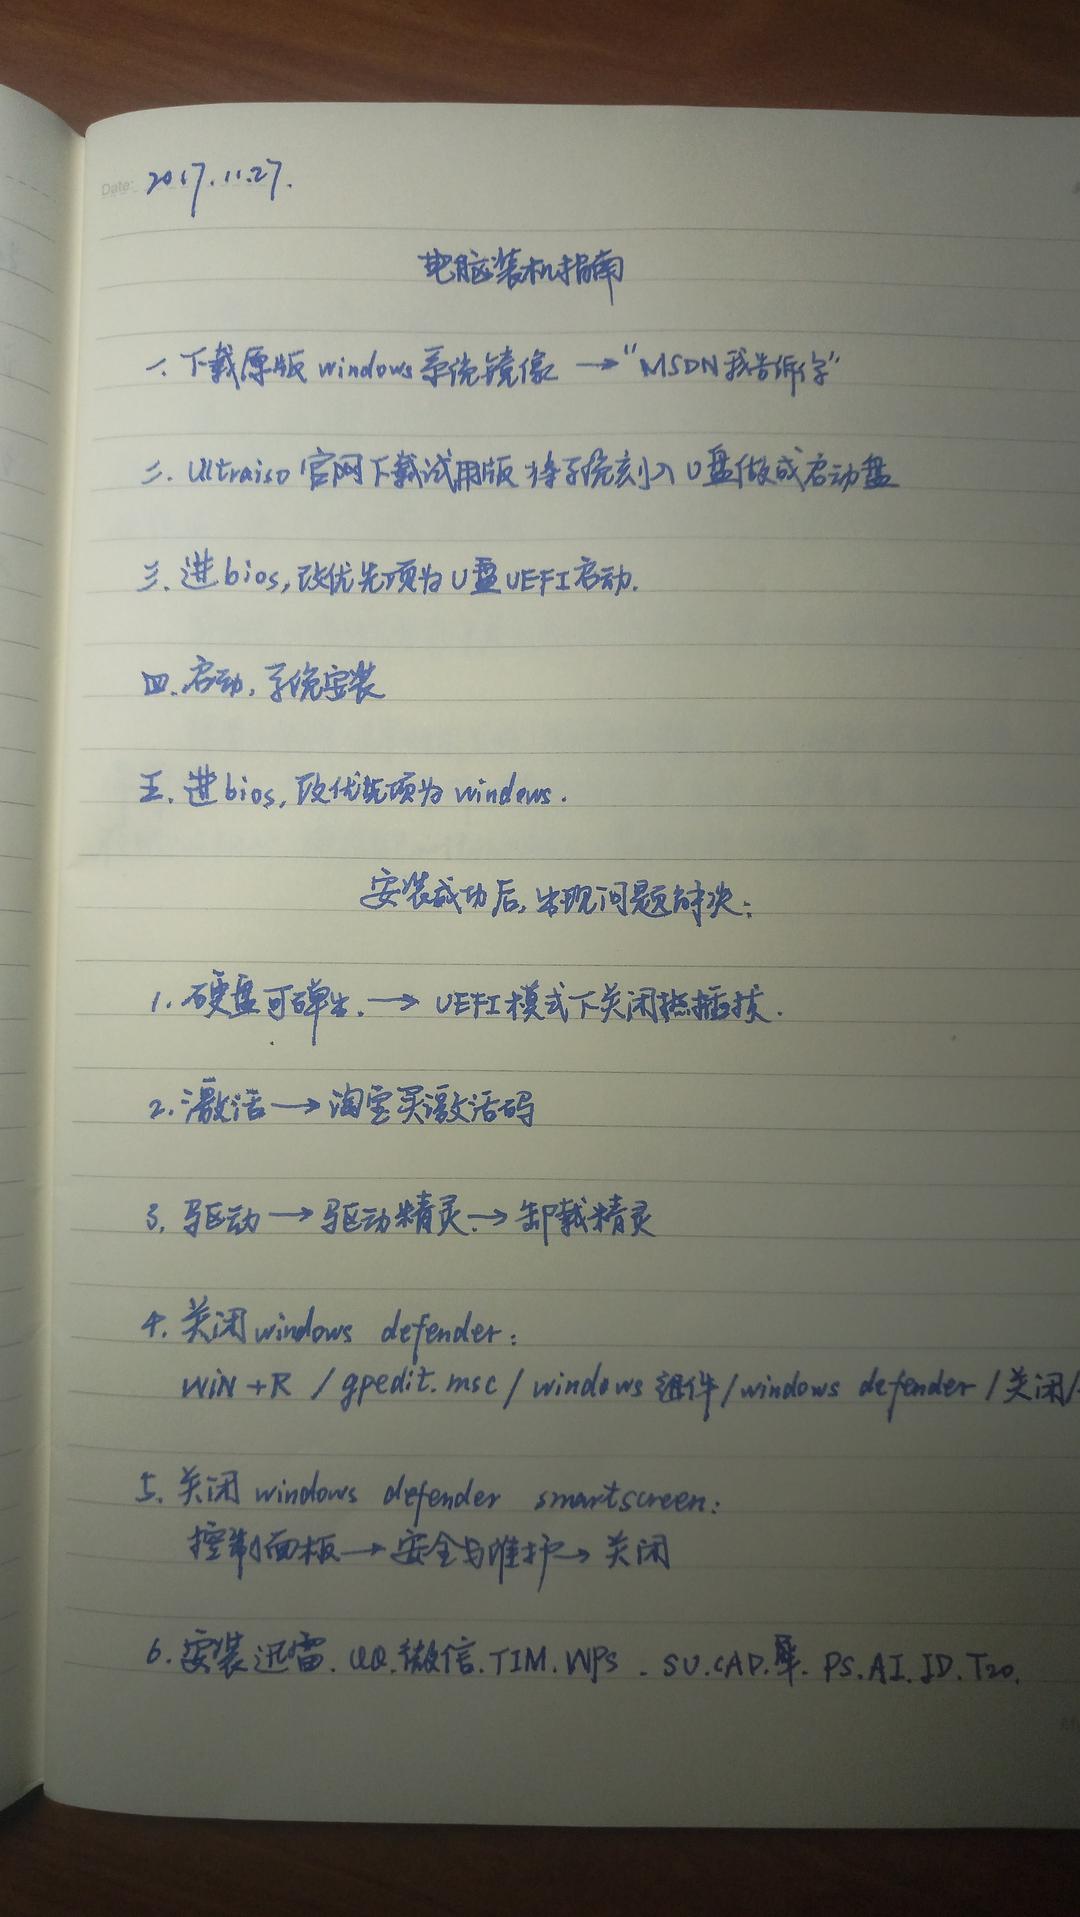 Date: 2017.11.27.
电脑装机指南
一、下载原版windows系统镜像 →"MSDN我告诉你"
二. Ultraiso官网下载试用版 将系统刻入U盘做成启动盘
三. 进bios, 改优先项为U盘UEFI启动.
四. 启动, 系统安装
五. 进bios, 改优先项为windows.
安装成功后, 出现问题解决:
1. 硬盘可弹出. → UEFI模式下关闭热插拔.
2. 激活 → 淘宝买激活码
3. 驱动 → 驱动精灵. → 卸载精灵
4. 关闭windows defender:
WiN+R / gpedit.msc / windows组件 / windows defender / 关闭/
5. 关闭windows defender smartscreen:
控制面板 → 安全与维护 → 关闭
6. 安装迅雷. QQ. 微信. TIM. WPS. SU. CAD. 犀. PS. AI. ID. T20.